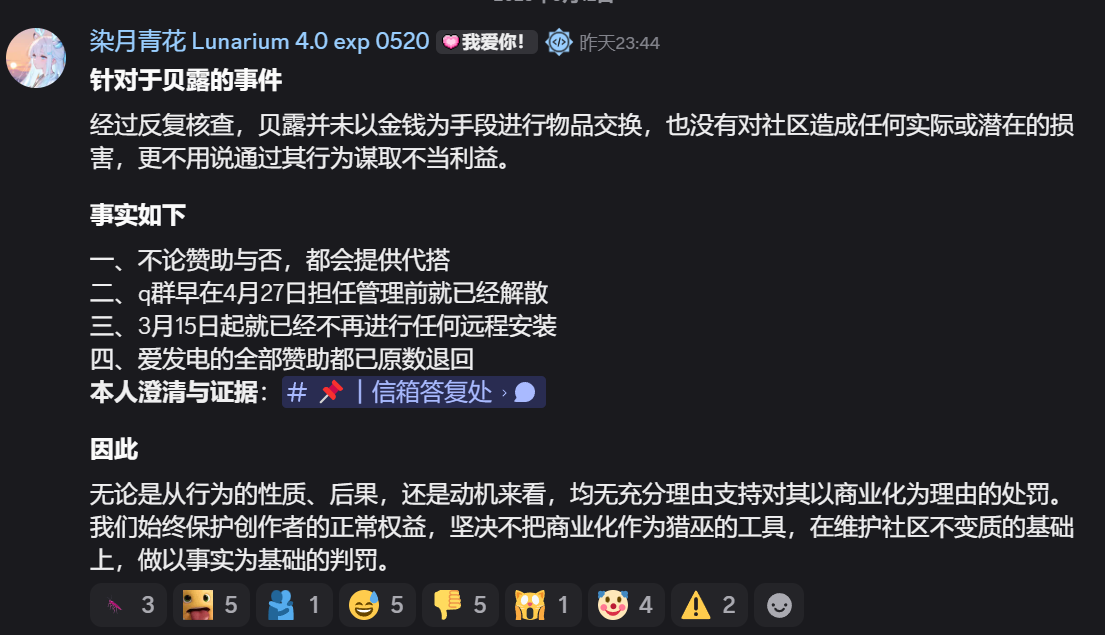 染月青花 Lunarium 4.0 exp 0520 我爱你! 昨天23:44
针对于贝露的事件
经过反复核查，贝露并未以金钱为手段进行物品交换，也没有对社区造成任何实际或潜在的损
害，更不用说通过其行为谋取不当利益。
事实如下
一、不论赞助与否，都会提供代搭
二、q群早在4月27日担任管理前就已经解散
三、3月15日起就已经不再进行任何远程安装
四、爱发电的全部赞助都已原数退回
本人澄清与证据： # 📌｜信箱答复处 ›
因此
无论是从行为的性质、后果，还是动机来看，均无充分理由支持对其以商业化为理由的处罚。
我们始终保护创作者的正常权益，坚决不把商业化作为猎巫的工具，在维护社区不变质的基础
上，做以事实为基础的判罚。
3 5 1 5 5 1 4 2